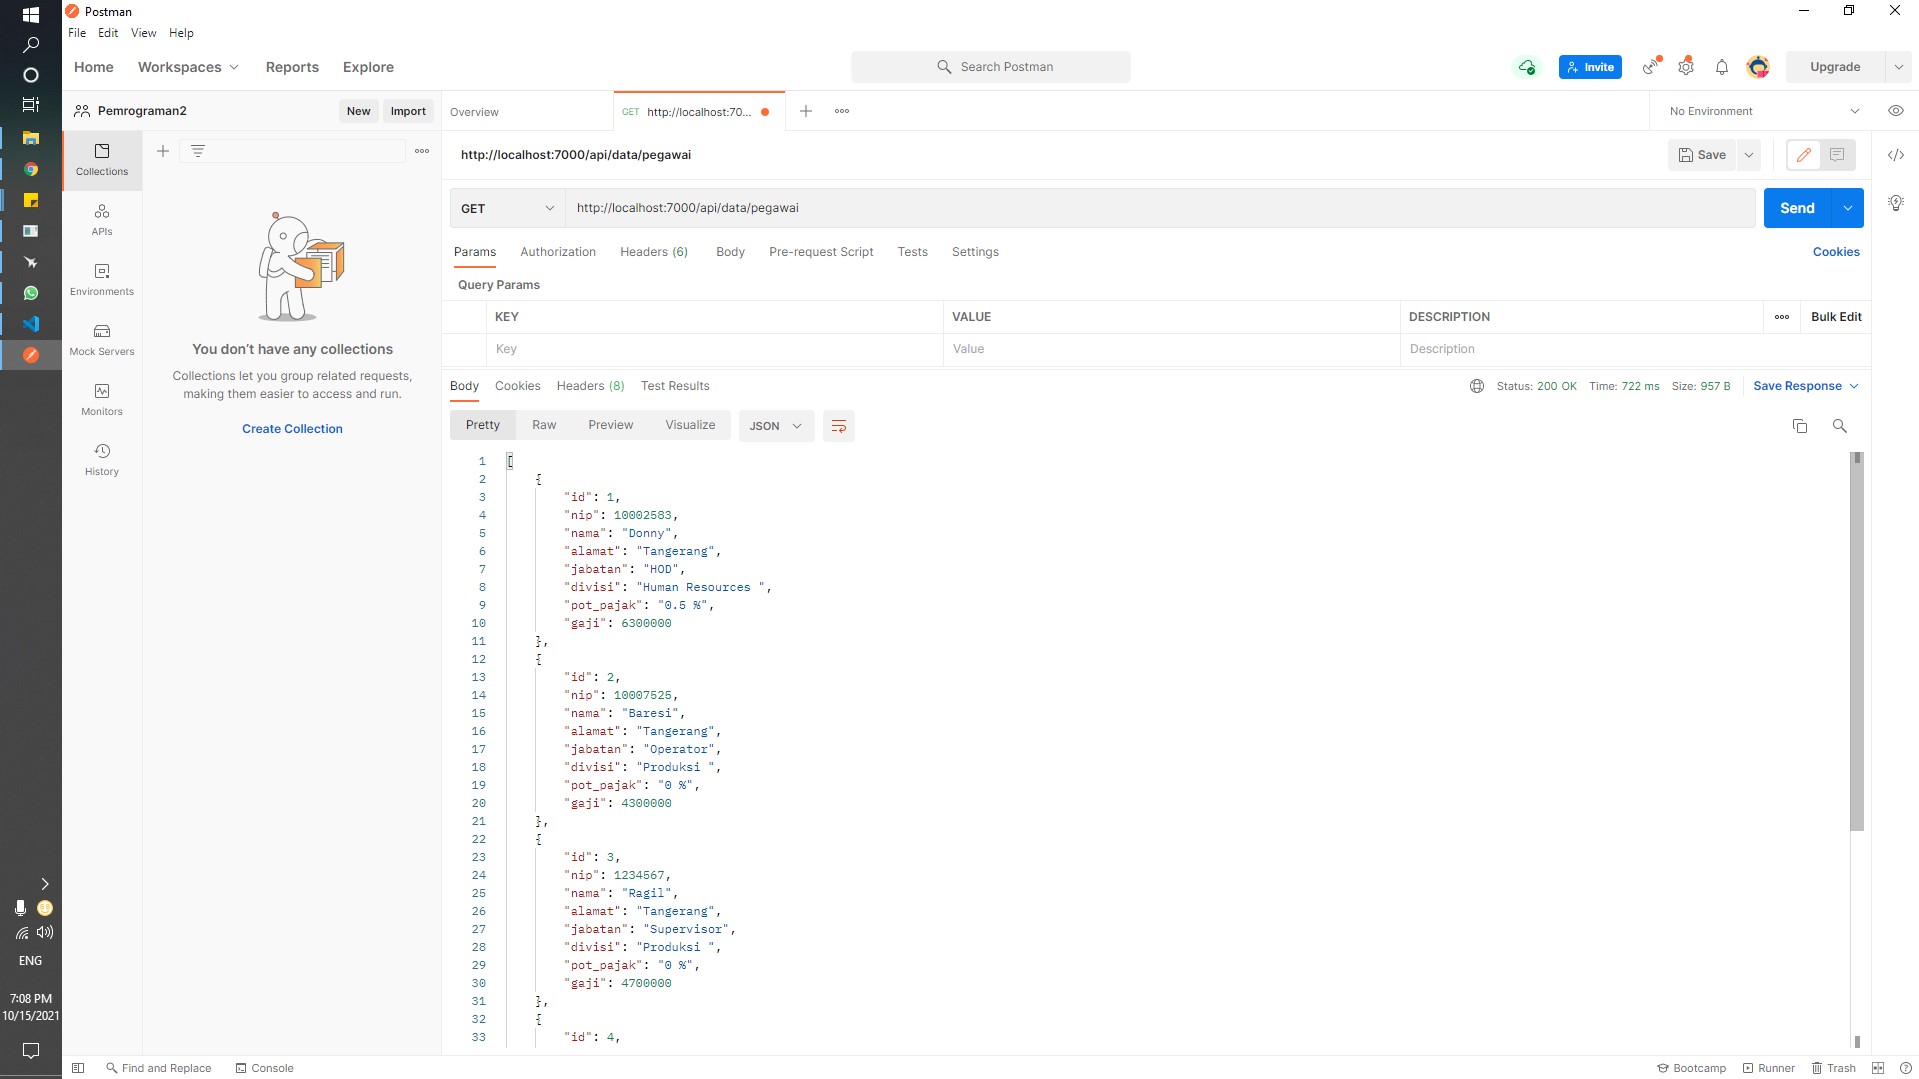 Postman
File Edit View Help
Home Workspaces Reports Explore
Search Postman
Invite
Upgrade
Pemrograman2
New Import
Overview
GET http://localhost:70...
No Environment
Collections
APIs
Environments
Mock Servers
Monitors
History
You don't have any collections
Collections let you group related requests,
making them easier to access and run.
Create Collection
http://localhost:7000/api/data/pegawai
Save
GET http://localhost:7000/api/data/pegawai
Send
Params Authorization Headers (6) Body Pre-request Script Tests Settings
Cookies
Query Params
KEY VALUE DESCRIPTION
Bulk Edit
Key Value Description
Body Cookies Headers (8) Test Results
Status: 200 OK Time: 722 ms Size: 957 B
Save Response
Pretty Raw Preview Visualize JSON
1 [
2 {
3 "id": 1,
4 "nip": 10002583,
5 "nama": "Donny",
6 "alamat": "Tangerang",
7 "jabatan": "HOD",
8 "divisi": "Human Resources ",
9 "pot_pajak": "0.5 %",
10 "gaji": 6300000
11 },
12 {
13 "id": 2,
14 "nip": 10007525,
15 "nama": "Baresi",
16 "alamat": "Tangerang",
17 "jabatan": "Operator",
18 "divisi": "Produksi ",
19 "pot_pajak": "0 %",
20 "gaji": 4300000
21 },
22 {
23 "id": 3,
24 "nip": 1234567,
25 "nama": "Ragil",
26 "alamat": "Tangerang",
27 "jabatan": "Supervisor",
28 "divisi": "Produksi ",
29 "pot_pajak": "0 %",
30 "gaji": 4700000
31 },
32 {
33 "id": 4,
ENG
7:08 PM
10/15/2021
Find and Replace Console
Bootcamp Runner Trash